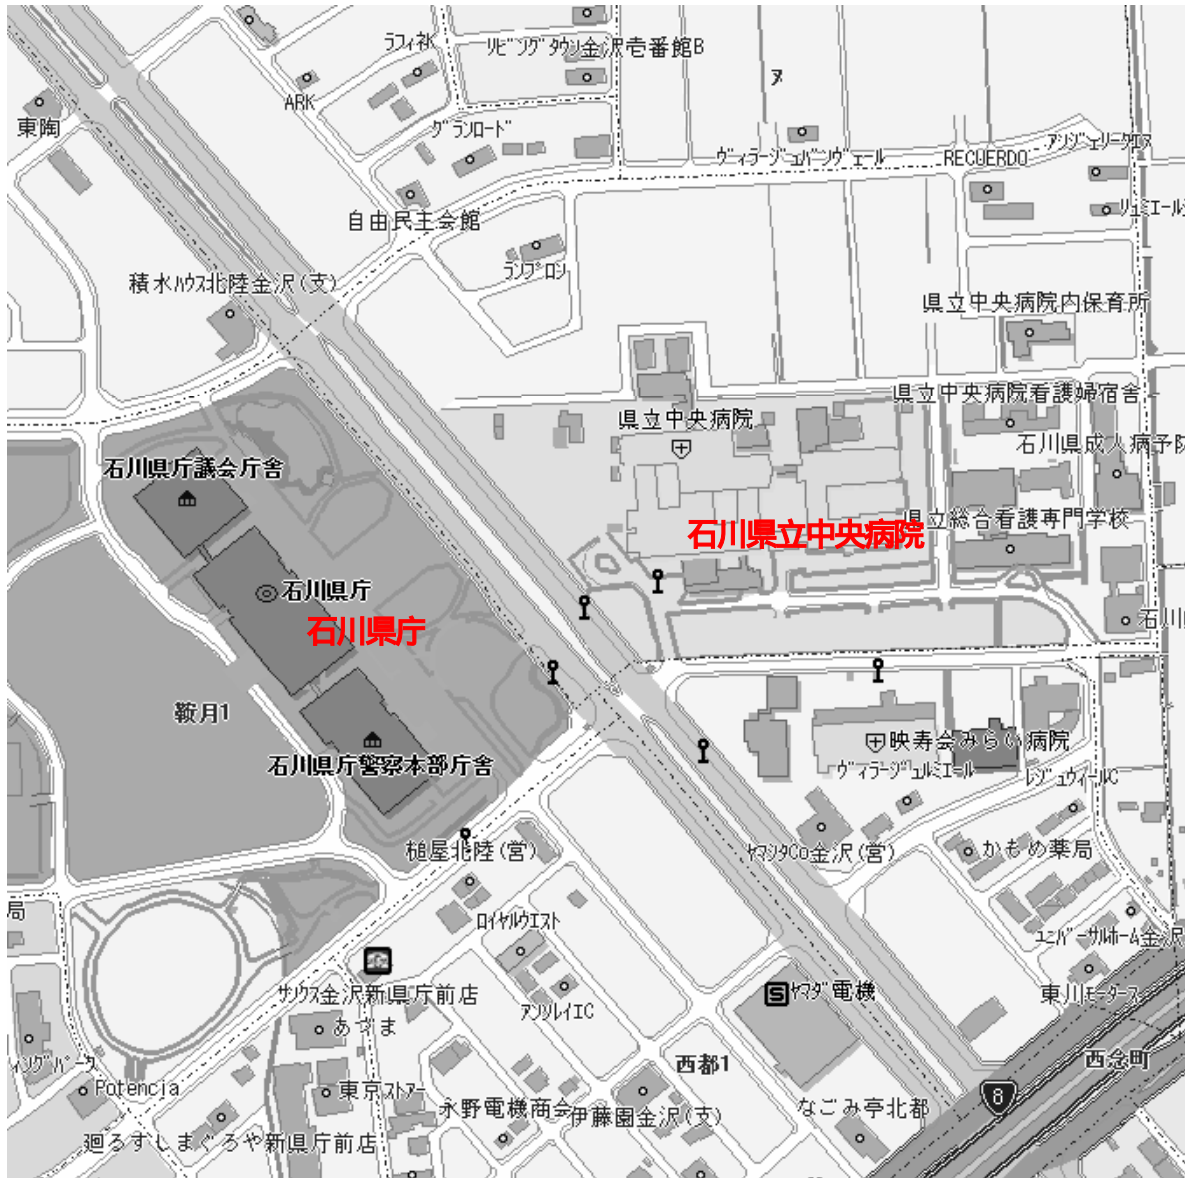 ラフィネK
リビングタウン金沢壱番館B
ヌ
ARK
東陶
グランロード
ヴィラージュバンヴェール
RECUERDO
アンジェリークエヌ
自由民主会館
リュミエール
ランブロン
積水ハウス北陸金沢(支)
県立中央病院内保育所
県立中央病院看護婦宿舎
県立中央病院
石川県成人病予防
石川県庁議会庁舎
県立総合看護専門学校
石川県立中央病院
石川県庁
石川県庁
石川県
鞍月1
映寿会みらい病院
石川県庁警察本部庁舎
ヴィラージュルミエール
レジュウィールC
槌屋北陸(営)
ヤマシタCo金沢(営)
かもめ薬局
局
ロイヤルウエスト
ユニバーサルホーム金沢
サンクス金沢新県庁前店
アンソレイエC
ヤマダ電機
東川モータース
あづま
ィングパーク
西都1
西念町
Potencia
東京ストアー
8
永野電機商会
伊藤園金沢(支)
なごみ亭北都
廻るすしまぐろや新県庁前店